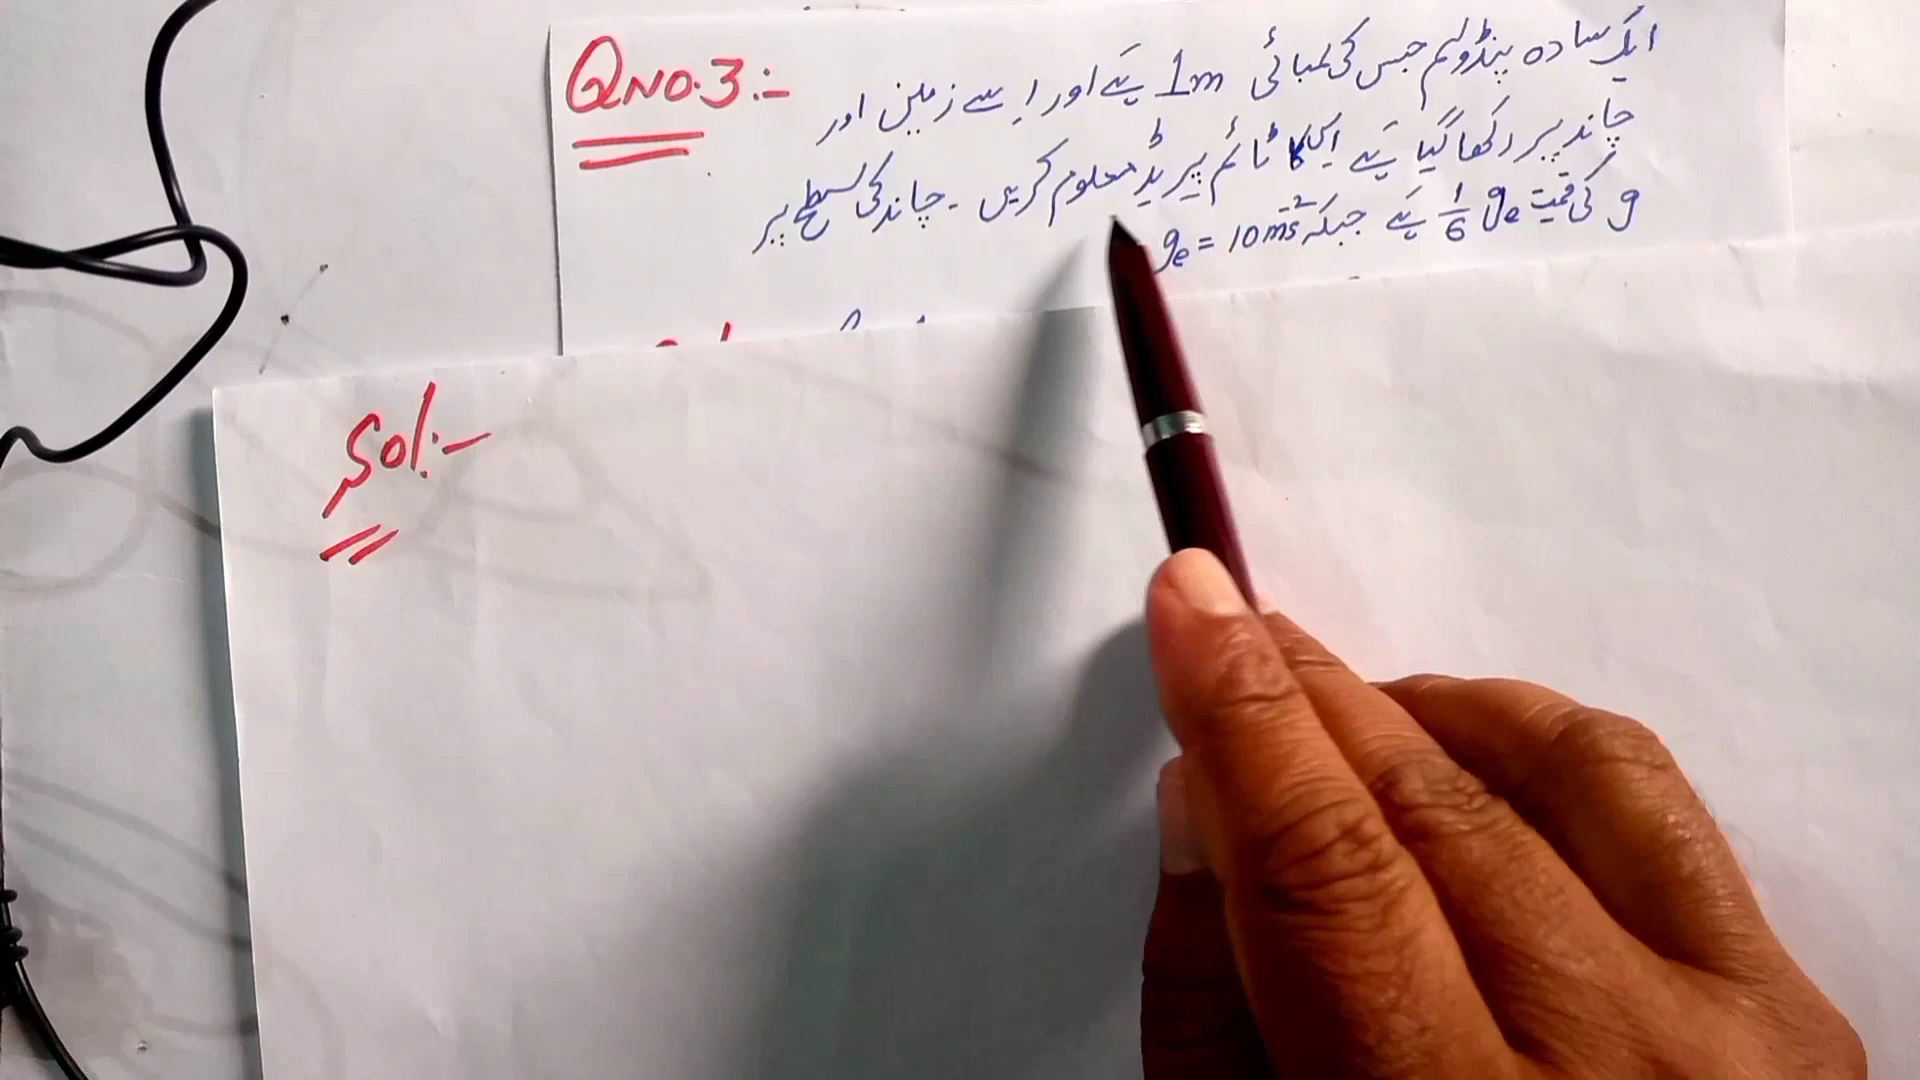 QNO.3:- ایک سادہ پنڈولم جس کی لمبائی 1m ہے اور اسے زمین اور
چاند پر رکھا گیا ہے اس کا ٹائم پیریڈ معلوم کریں ۔ چاند کی سطح پر
g کی قیمت 1/6 gₑ ہے جبکہ gₑ = 10ms⁻²
Sol:-